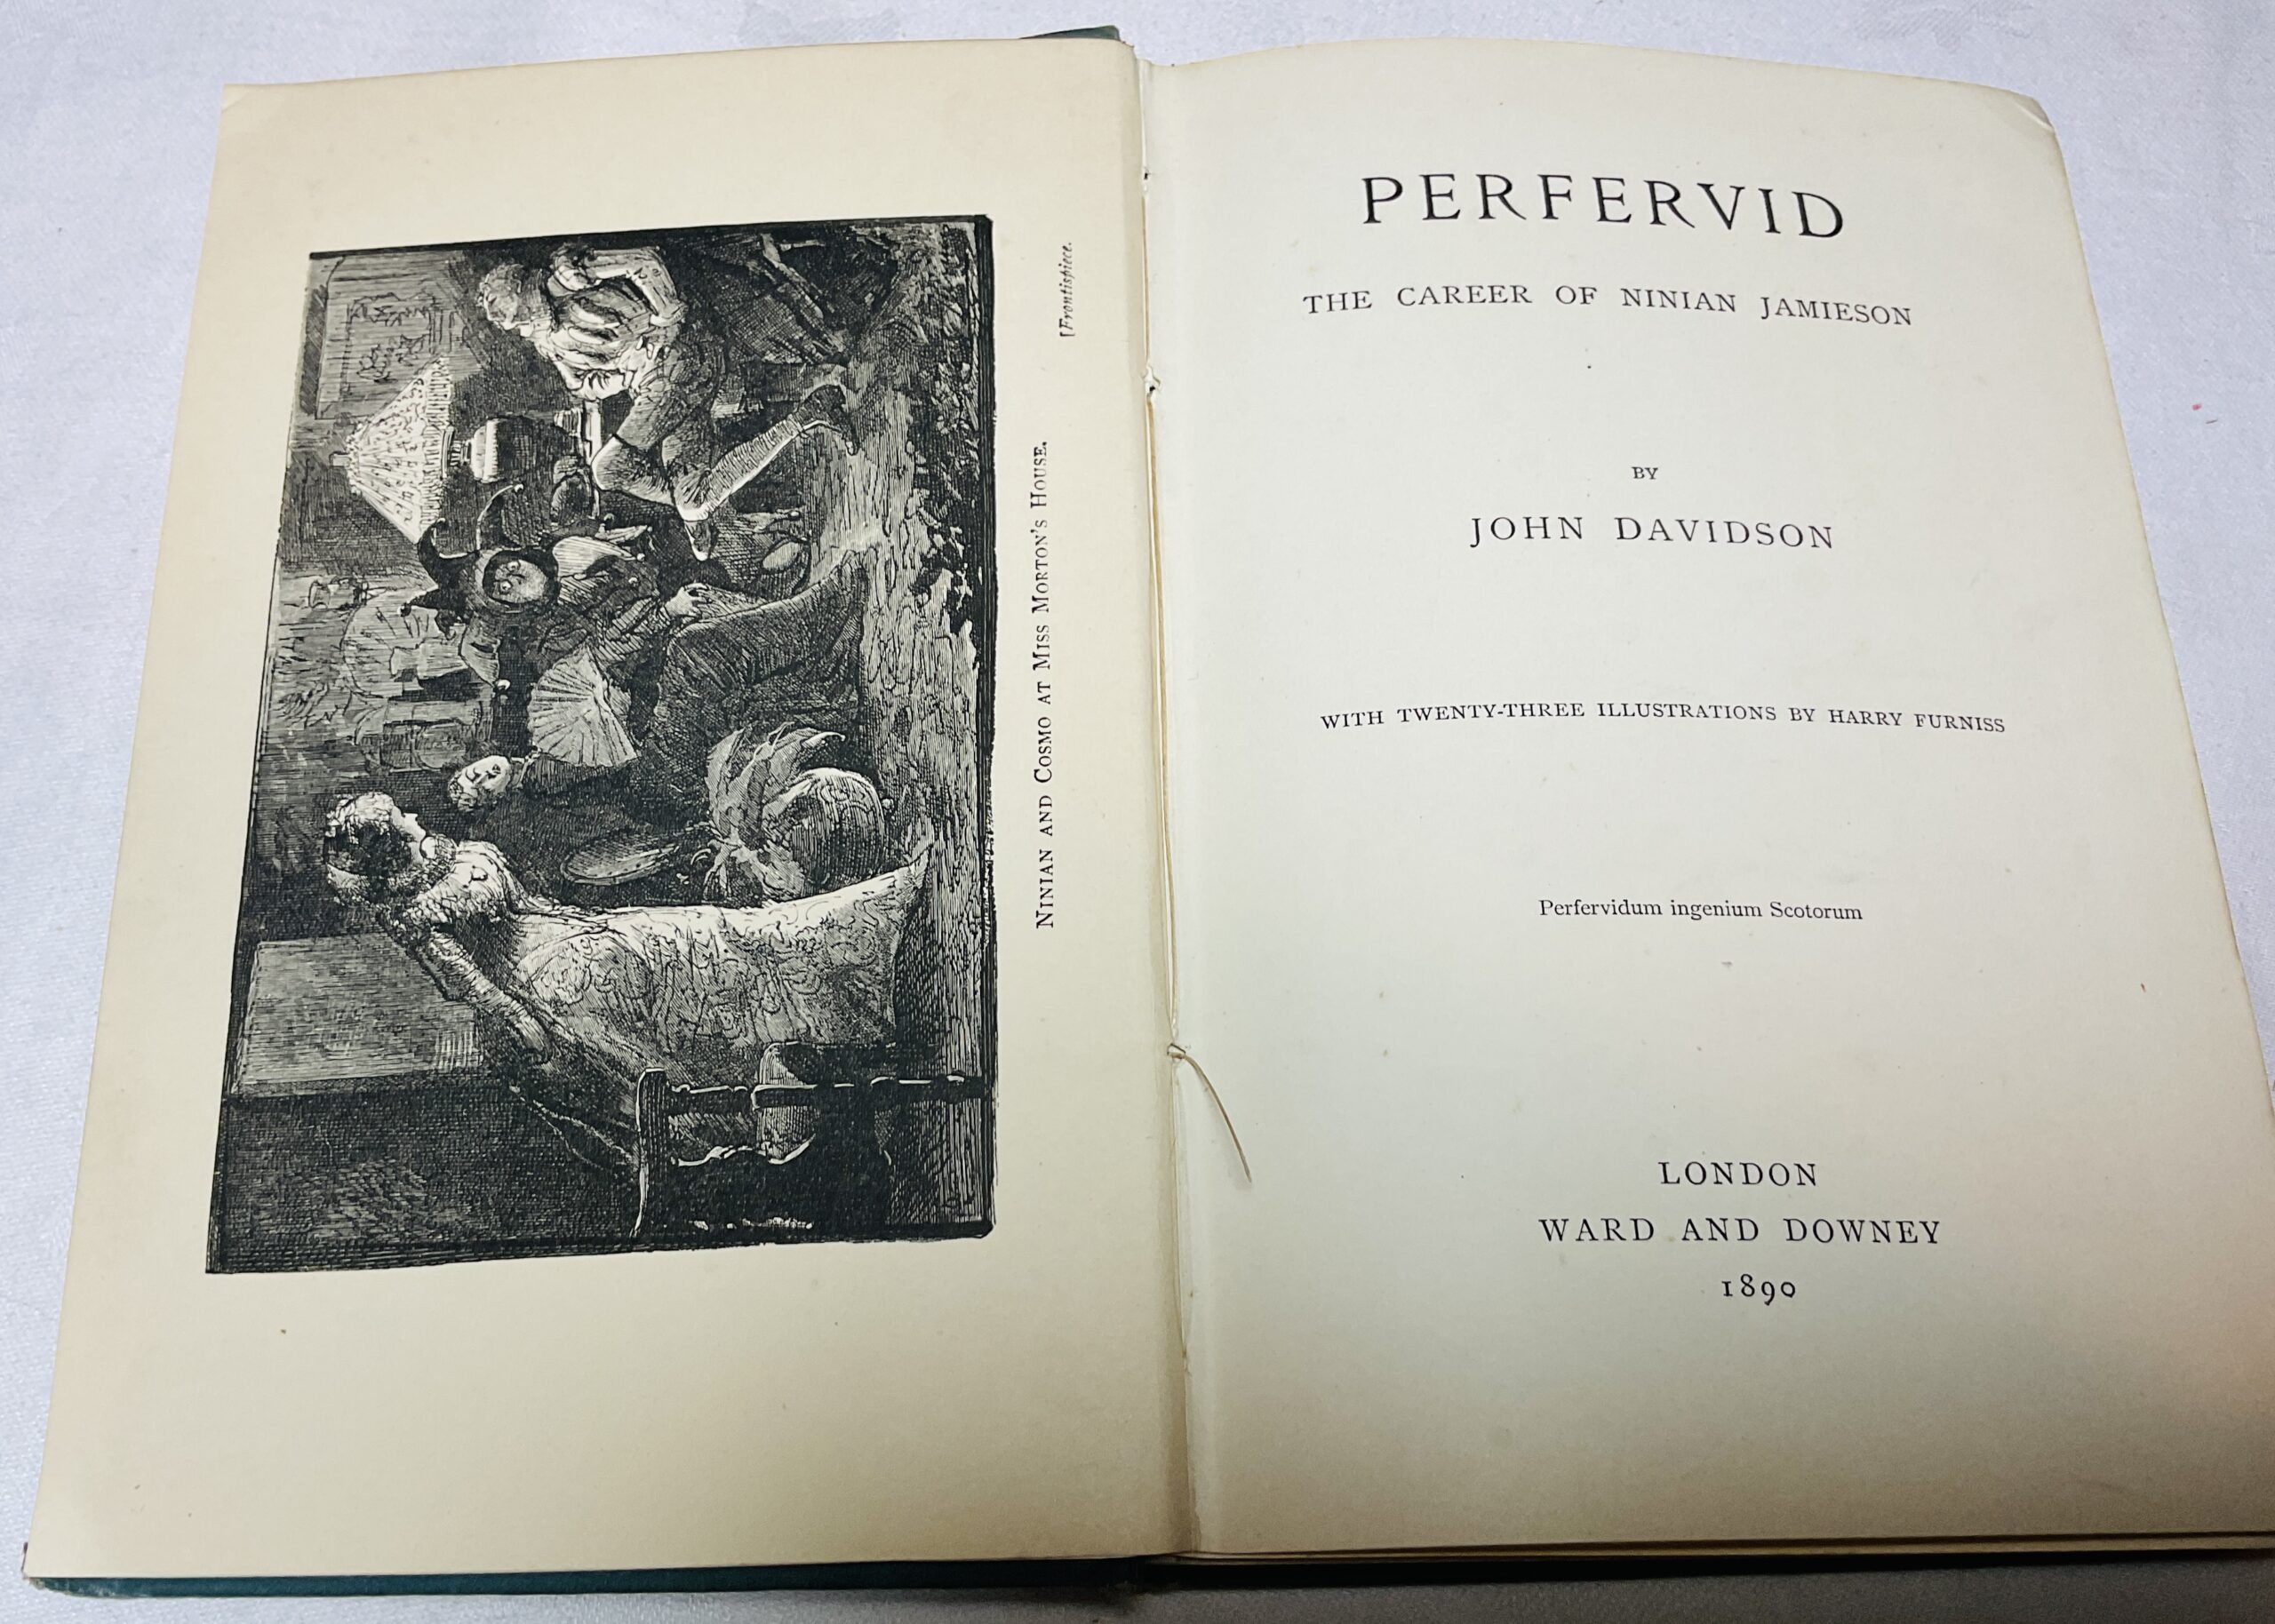 [Frontispiece.
NINIAN AND COSMO AT MISS MORTON'S HOUSE.
PERFERVID
THE CAREER OF NINIAN JAMIESON
BY
JOHN DAVIDSON
WITH TWENTY-THREE ILLUSTRATIONS BY HARRY FURNISS
Perfervidum ingenium Scotorum
LONDON
WARD AND DOWNEY
1890